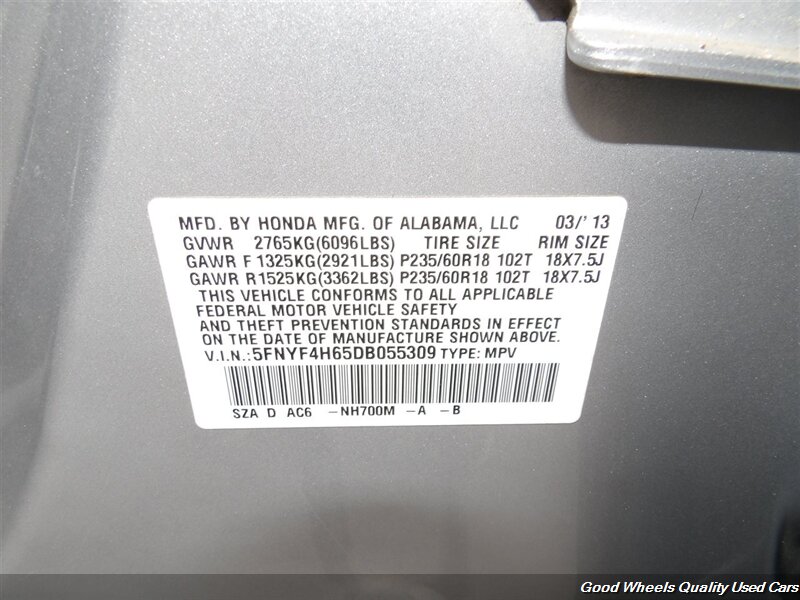 MFD. BY HONDA MFG. OF ALABAMA, LLC 03/'13
GVWR 2765KG(6096LBS) TIRE SIZE RIM SIZE
GAWR F 1325KG(2921LBS) P235/60R18 102T 18X7.5J
GAWR R1525KG(3362LBS) P235/60R18 102T 18X7.5J
THIS VEHICLE CONFORMS TO ALL APPLICABLE
FEDERAL MOTOR VEHICLE SAFETY
AND THEFT PREVENTION STANDARDS IN EFFECT
ON THE DATE OF MANUFACTURE SHOWN ABOVE.
V.I.N.:5FNYF4H65DB055309 TYPE: MPV
SZA D AC6 -NH700M -A -B
Good Wheels Quality Used Cars